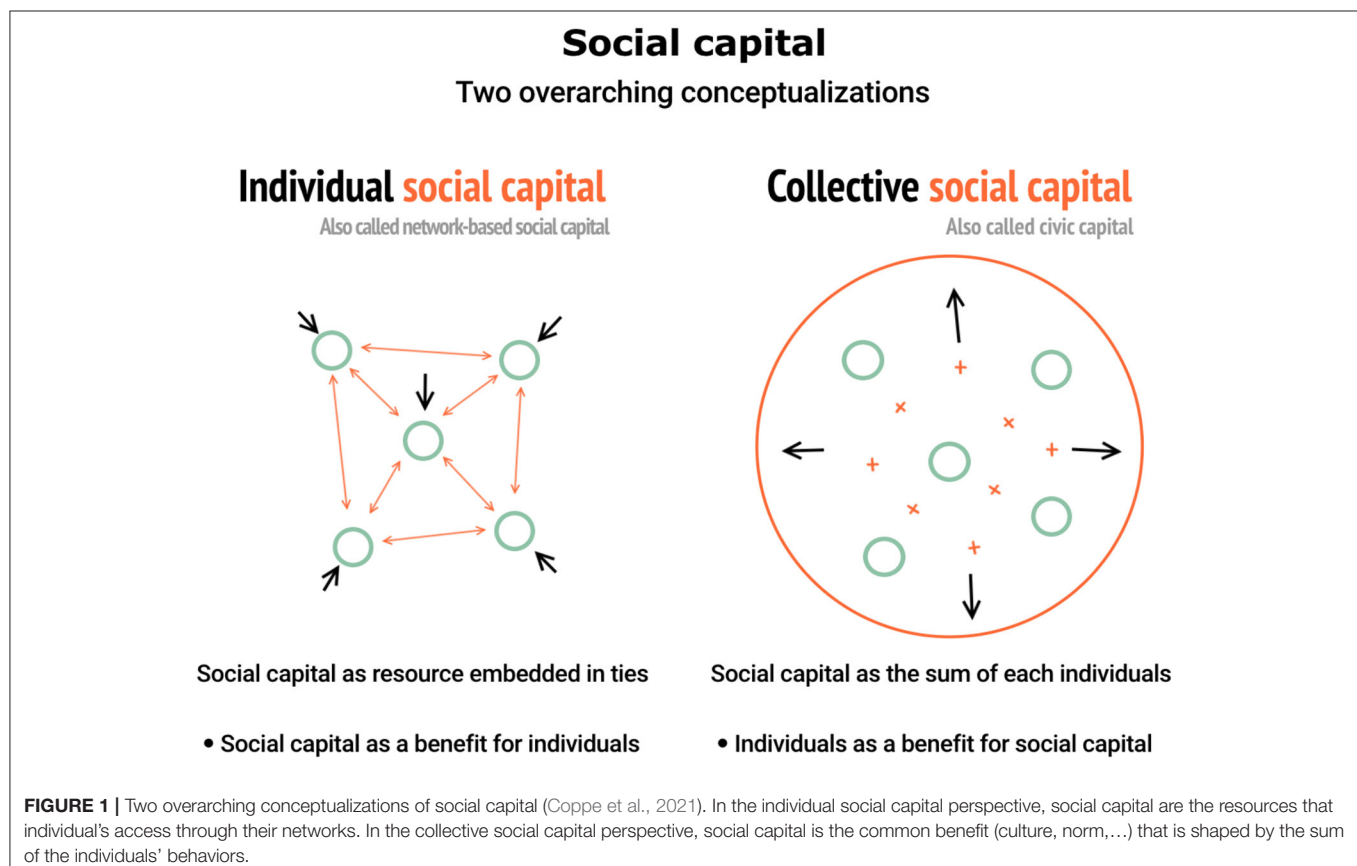 Social capital
Two overarching conceptualizations
Individual social capital
Also called network-based social capital
Collective social capital
Also called civic capital
Social capital as resource embedded in ties
• Social capital as a benefit for individuals
Social capital as the sum of each individuals
• Individuals as a benefit for social capital
FIGURE 1 | Two overarching conceptualizations of social capital (Coppe et al., 2021). In the individual social capital perspective, social capital are the resources that
individual's access through their networks. In the collective social capital perspective, social capital is the common benefit (culture, norm,…) that is shaped by the sum
of the individuals' behaviors.